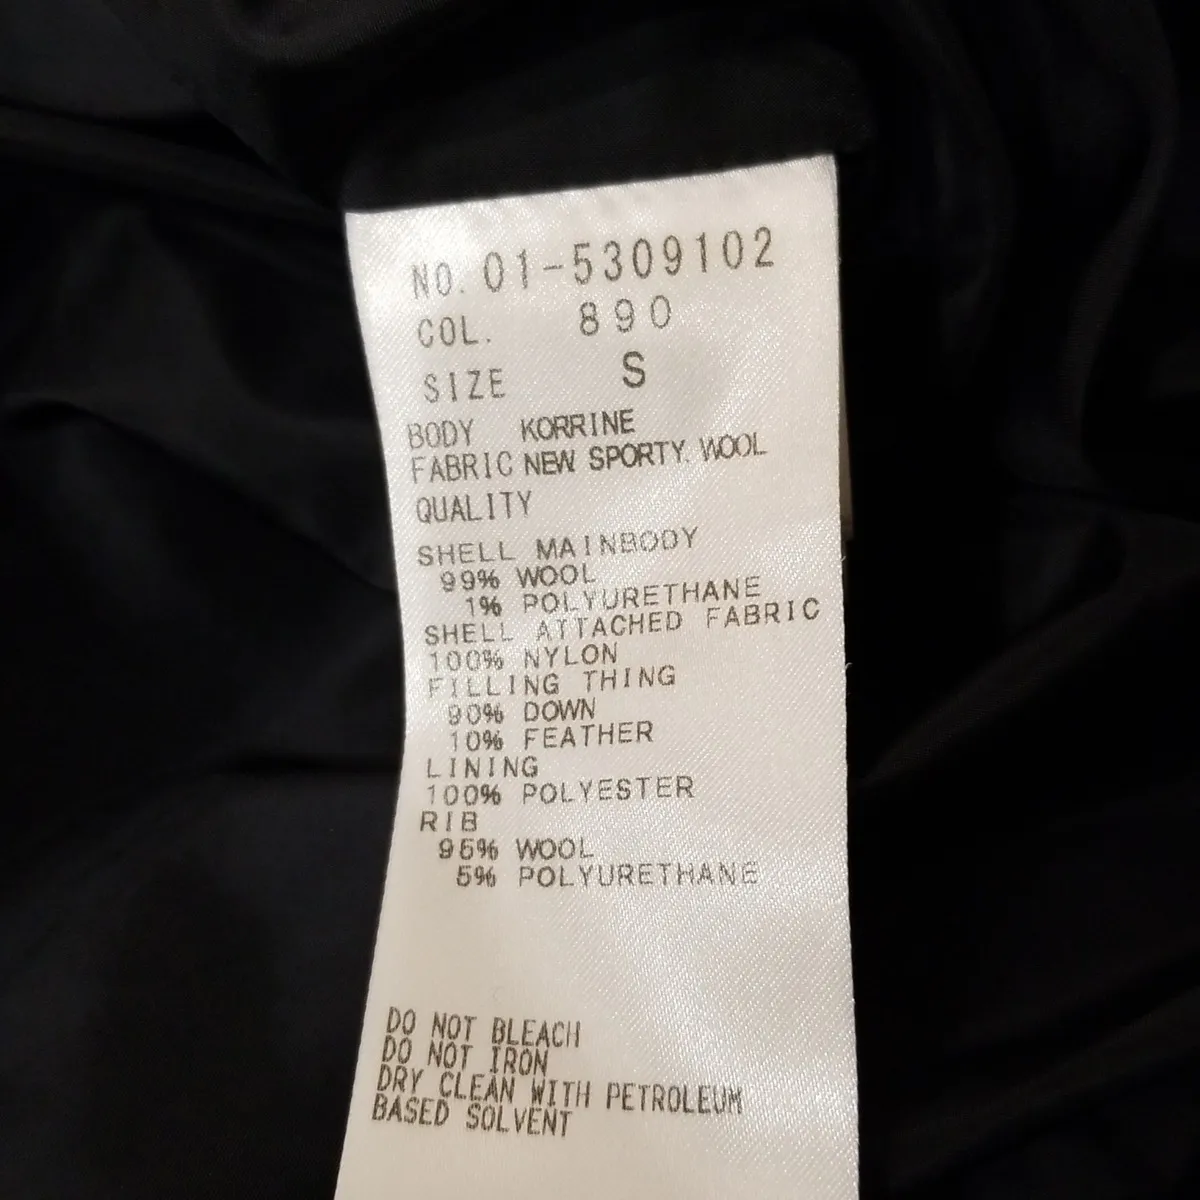 NO. 01-5309102
COL. 890
SIZE S
BODY KORRINE
FABRIC NEW SPORTY. WOOL
QUALITY
SHELL MAINBODY
99% WOOL
1% POLYURETHANE
SHELL ATTACHED FABRIC
100% NYLON
FILLING THING
90% DOWN
10% FEATHER
LINING
100% POLYESTER
RIB
95% WOOL
5% POLYURETHANE
DO NOT BLEACH
DO NOT IRON
DRY CLEAN WITH PETROLEUM
BASED SOLVENT